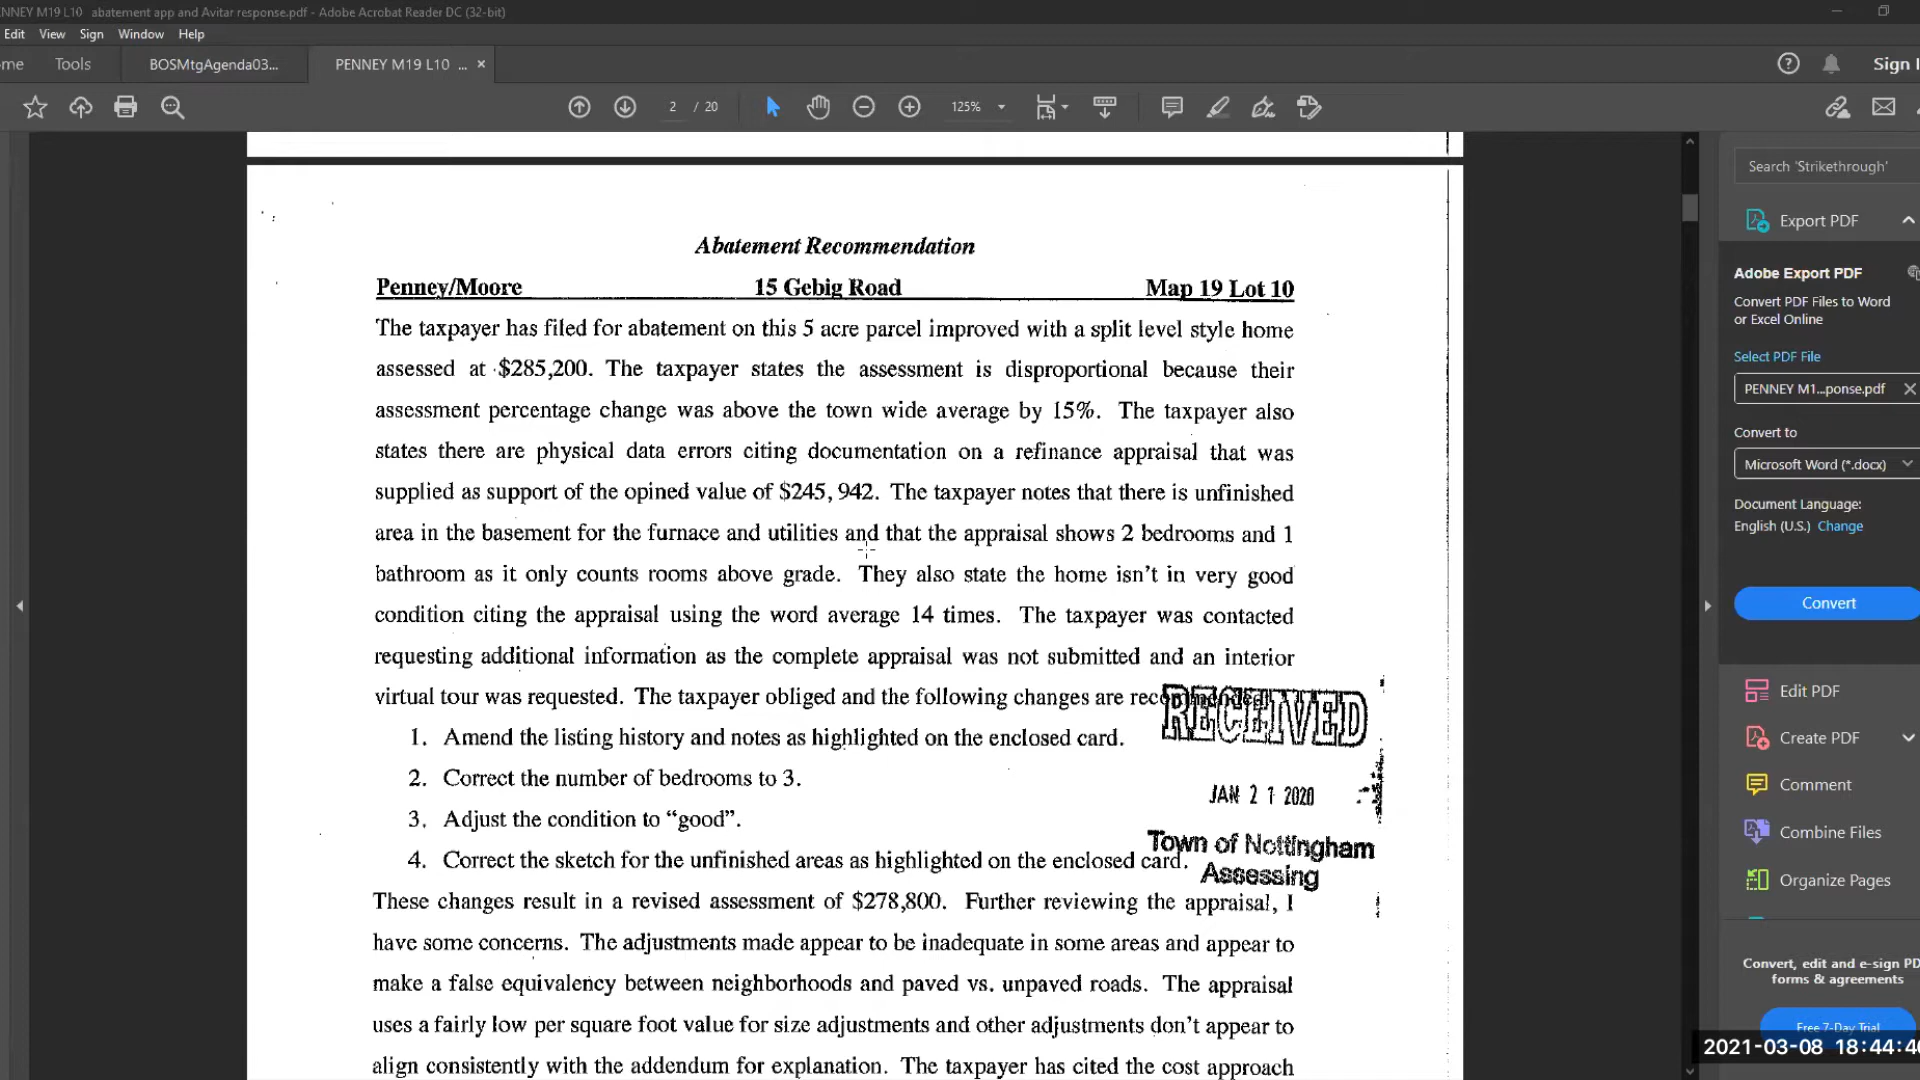 NNEY M19 L10 abatement app and Avitar response.pdf - Adobe Acrobat Reader DC (32-bit)
Edit View Sign Window Help
me Tools BOSMtgAgenda03... PENNEY M19 L10 ... × Sign I
2 / 20 125%
Abatement Recommendation
Penney/Moore 15 Gebig Road Map 19 Lot 10
The taxpayer has filed for abatement on this 5 acre parcel improved with a split level style home
assessed at $285,200. The taxpayer states the assessment is disproportional because their
assessment percentage change was above the town wide average by 15%. The taxpayer also
states there are physical data errors citing documentation on a refinance appraisal that was
supplied as support of the opined value of $245, 942. The taxpayer notes that there is unfinished
area in the basement for the furnace and utilities and that the appraisal shows 2 bedrooms and 1
bathroom as it only counts rooms above grade. They also state the home isn't in very good
condition citing the appraisal using the word average 14 times. The taxpayer was contacted
requesting additional information as the complete appraisal was not submitted and an interior
virtual tour was requested. The taxpayer obliged and the following changes are recommended
1. Amend the listing history and notes as highlighted on the enclosed card.
2. Correct the number of bedrooms to 3.
3. Adjust the condition to “good”.
4. Correct the sketch for the unfinished areas as highlighted on the enclosed card.
RECEIVED
JAN 21 2020
Town of Nottingham
Assessing
These changes result in a revised assessment of $278,800. Further reviewing the appraisal, I
have some concerns. The adjustments made appear to be inadequate in some areas and appear to
make a false equivalency between neighborhoods and paved vs. unpaved roads. The appraisal
uses a fairly low per square foot value for size adjustments and other adjustments don't appear to
align consistently with the addendum for explanation. The taxpayer has cited the cost approach
Search 'Strikethrough'
Export PDF
Adobe Export PDF
Convert PDF Files to Word
or Excel Online
Select PDF File
PENNEY M1...ponse.pdf ×
Convert to
Microsoft Word (*.docx)
Document Language:
English (U.S.) Change
Convert
Edit PDF
Create PDF
Comment
Combine Files
Organize Pages
Convert, edit and e-sign PD
forms & agreements
Free 7-Day Trial
2021-03-08 18:44:4